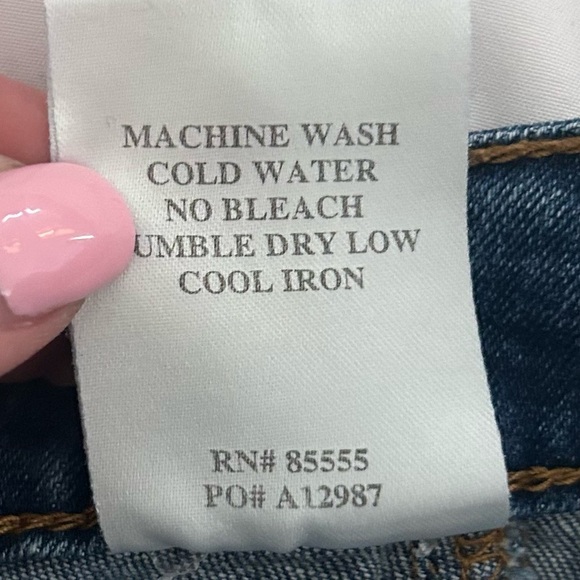 MACHINE WASH
COLD WATER
NO BLEACH
UMBLE DRY LOW
COOL IRON
RN# 85555
PO# A12987